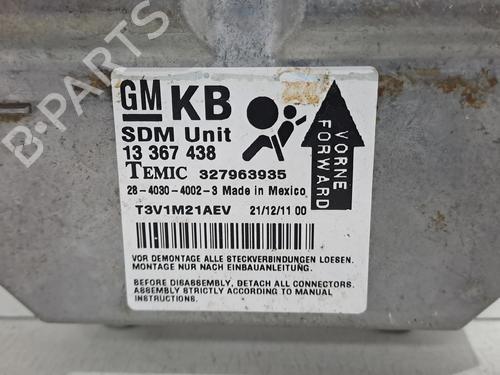 B-PARTS
GM KB
SDM Unit
13 367 438
TEMIC 327963935
28-4030-4002-3 Made in Mexico
T3V1M21AEV 21/12/11 00
VORNE
FORWARD
VOR DEMONTAGE ALLE STECKVERBINDUNGEN LOESEN.
MONTAGE NUR NACH EINBAUANLEITUNG.
BEFORE DISASSEMBLY, DETACH ALL CONNECTORS.
ASSEMBLY STRICTLY ACCORDING TO MANUAL
INSTRUCTIONS.
B-PARTS